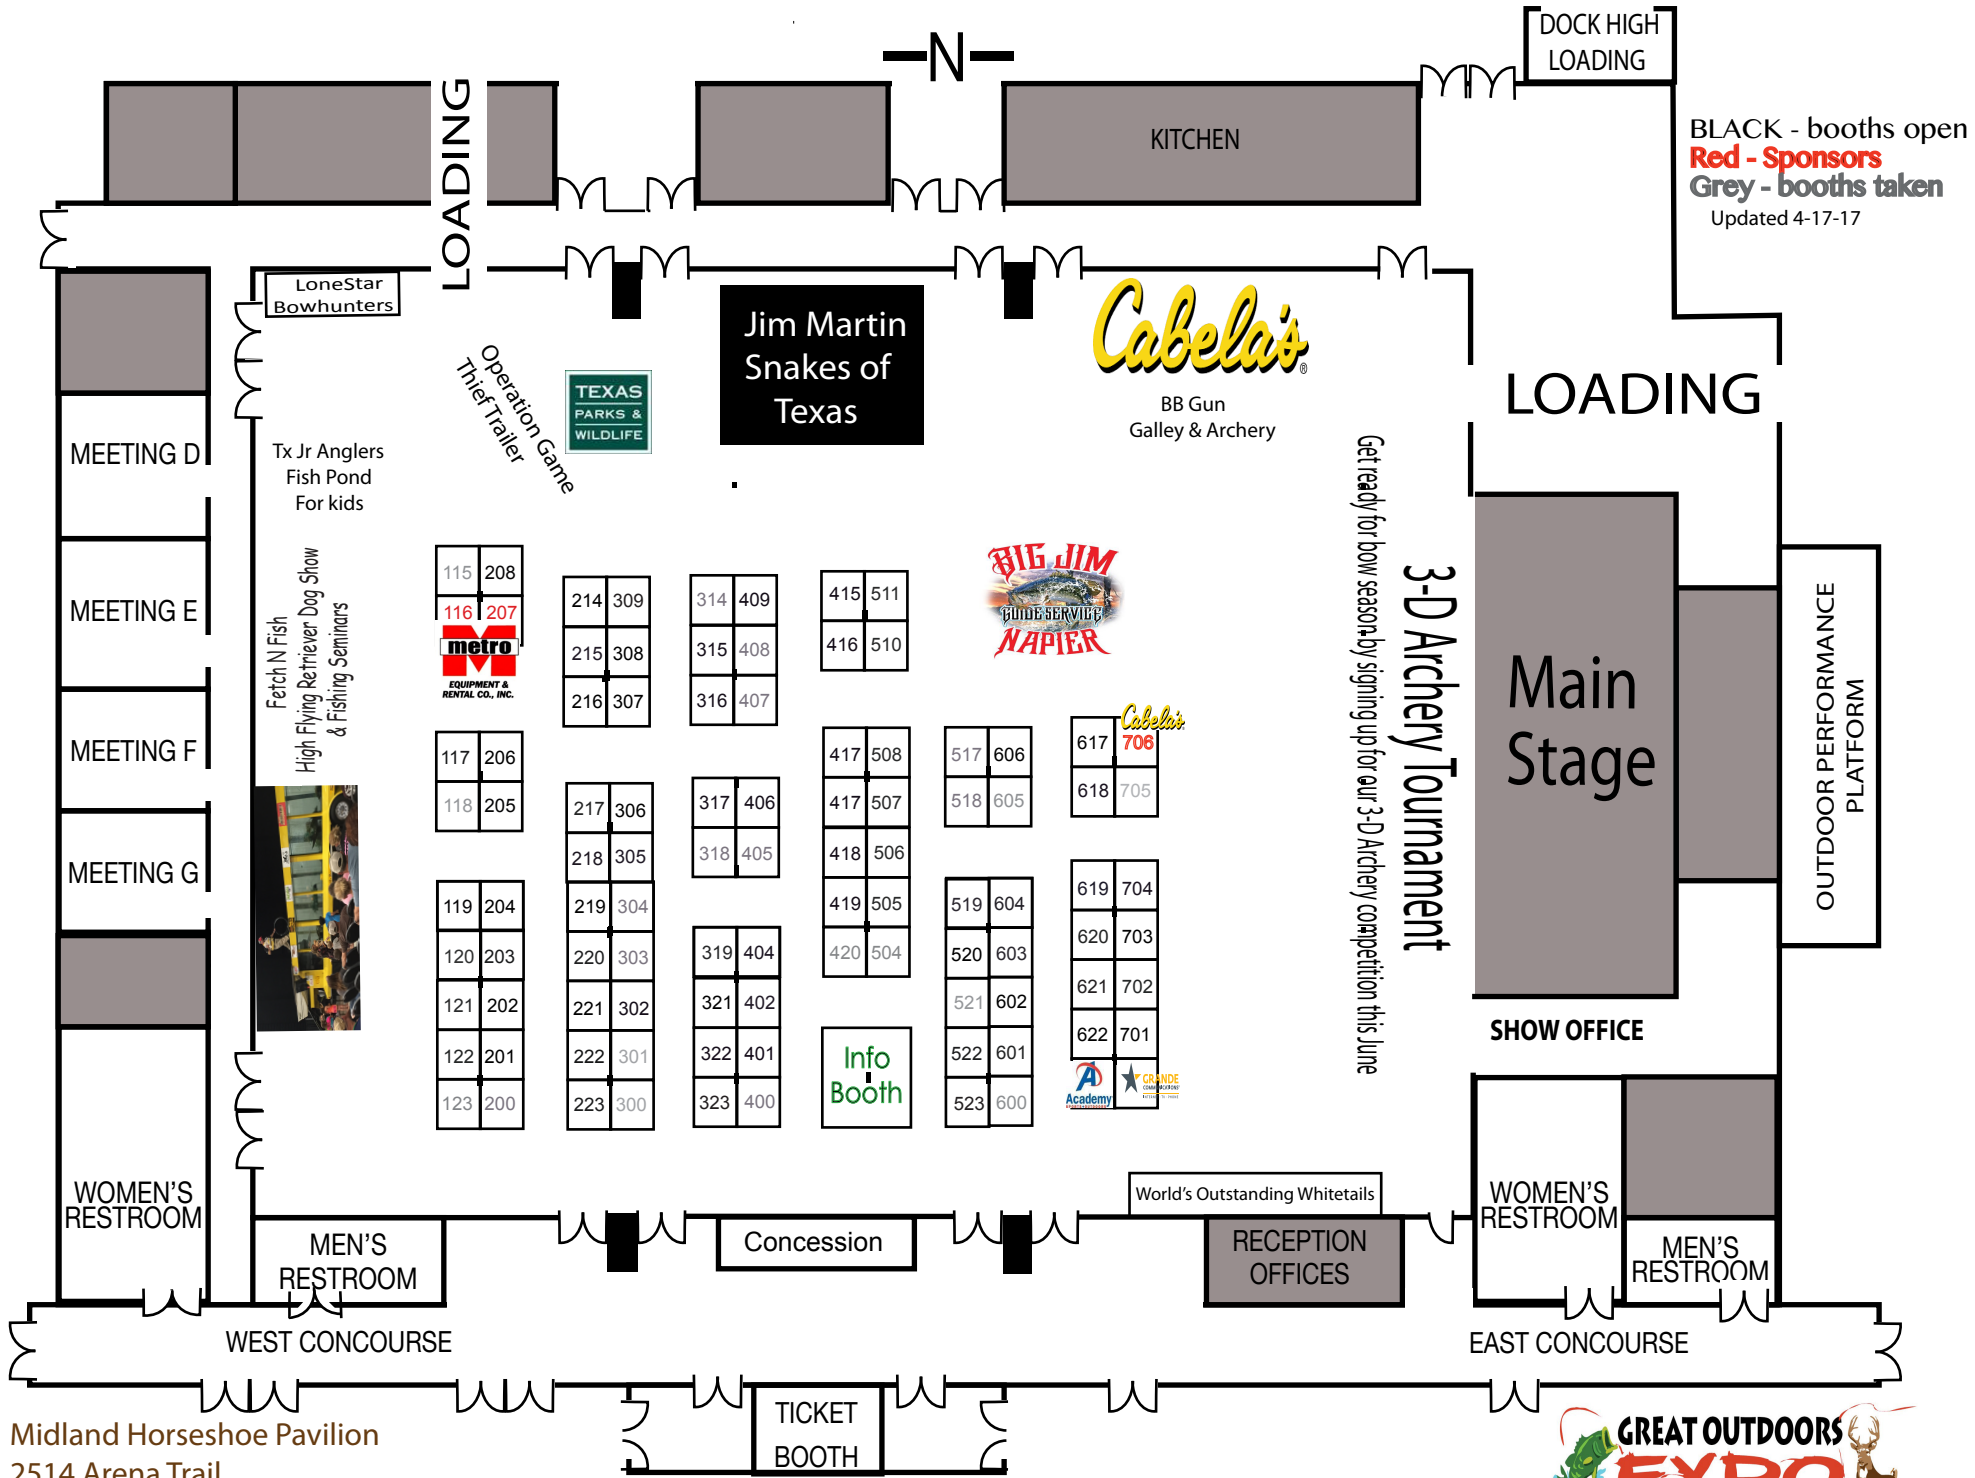 DOCK HIGH
LOADING
N
LOADING
KITCHEN
BLACK - booths open
Red - Sponsors
Grey - booths taken
Updated 4-17-17
LoneStar
Bowhunters
Jim Martin
Snakes of
Texas
Cabela's
®
BB Gun
Galley & Archery
Operation Game
Thief Trailer
TEXAS
PARKS &
WILDLIFE
LOADING
MEETING D
MEETING E
MEETING F
MEETING G
Tx Jr Anglers
Fish Pond
For kids
Fetch N Fish
High Flying Retriever Dog Show
& Fishing Seminars
Get ready for bow season by signing up for our 3-D Archery competition this June
3-D Archery Tournament
Main
Stage
OUTDOOR PERFORMANCE
PLATFORM
BIG JIM
GUIDE SERVICE
NAPIER
115 208
116 207
metro
EQUIPMENT &
RENTAL CO., INC.
117 206
118 205
119 204
120 203
121 202
122 201
123 200
214 309
215 308
216 307
217 306
218 305
219 304
220 303
221 302
222 301
223 300
314 409
315 408
316 407
317 406
318 405
319 404
321 402
322 401
323 400
415 511
416 510
417 508
417 507
418 506
419 505
420 504
Info
Booth
517 606
518 605
519 604
520 603
521 602
522 601
523 600
Cabela's
617 706
618 705
619 704
620 703
621 702
622 701
Academy
SPORTS+OUTDOORS
GRANDE
COMMUNICATIONS
SHOW OFFICE
World's Outstanding Whitetails
WOMEN'S
RESTROOM
MEN'S
RESTROOM
Concession
RECEPTION
OFFICES
WOMEN'S
RESTROOM
MEN'S
RESTROOM
WEST CONCOURSE
EAST CONCOURSE
TICKET
BOOTH
Midland Horseshoe Pavilion
2514 Arena Trail
GREAT OUTDOORS
EXPO